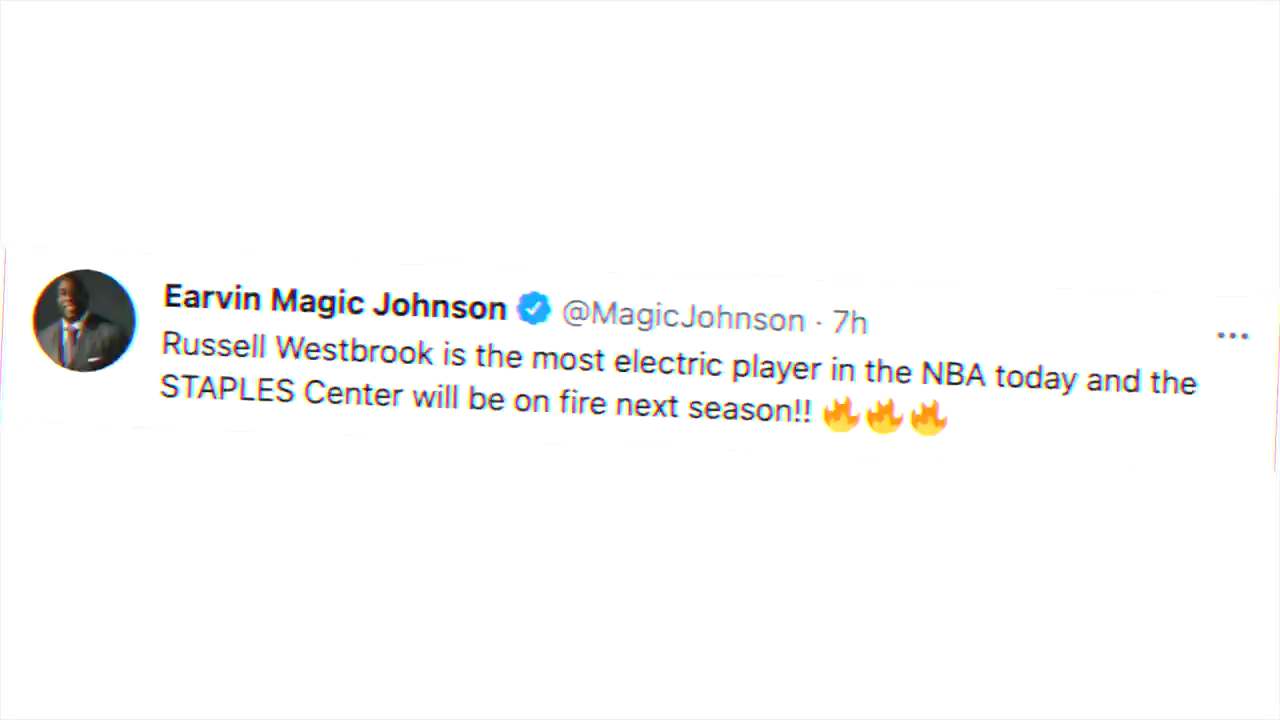 Earvin Magic Johnson @MagicJohnson · 7h
Russell Westbrook is the most electric player in the NBA today and the
STAPLES Center will be on fire next season!! 🔥🔥🔥